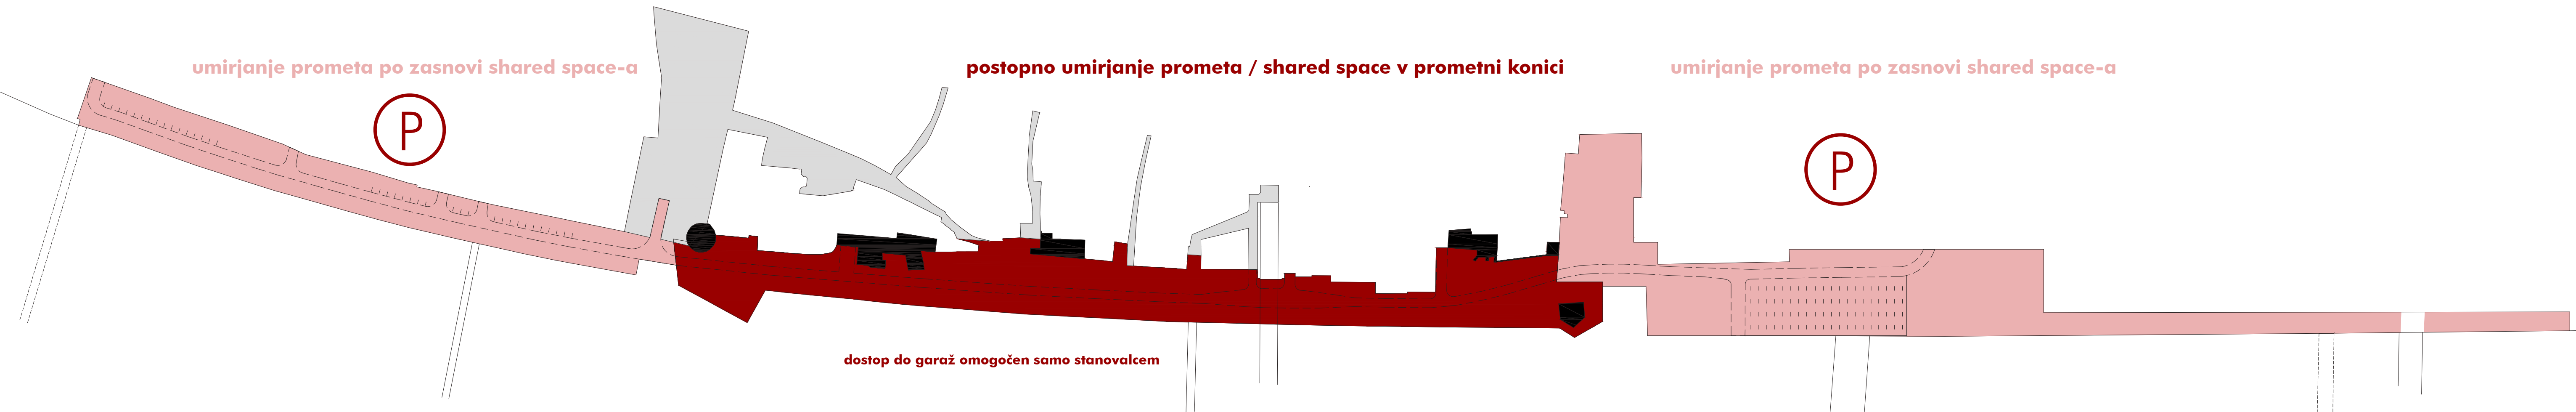 umirjanje prometa po zasnovi shared space-a
postopno umirjanje prometa / shared space v prometni konici
umirjanje prometa po zasnovi shared space-a
P
P
dostop do garaž omogočen samo stanovalcem